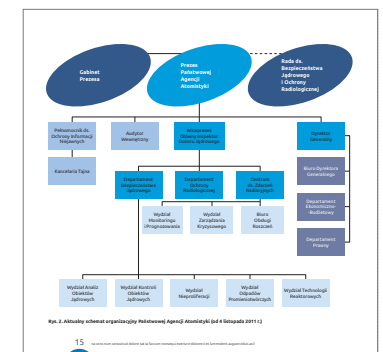 Gabinet
Prezesa
Prezes
Państwowej
Agencji
Atomistyki
Rada ds.
Bezpieczeństwa
Jądrowego
i Ochrony
Radiologicznej
Pełnomocnik ds.
Ochrony Informacji
Niejawnych
Audytor
Wewnętrzny
Wiceprezes
Główny Inspektor
Dozoru Jądrowego
Dyrektor
Generalny
Kancelaria Tajna
Departament
Bezpieczeństwa
Jądrowego
Departament
Ochrony
Radiologicznej
Centrum
ds. Zdarzeń
Radiacyjnych
Biuro Dyrektora
Generalnego
Wydział
Monitoringu
i Prognozowania
Wydział
Zarządzania
Kryzysowego
Biuro
Obsługi
Roszczeń
Departament
Ekonomiczno-
Budżetowy
Departament
Prawny
Wydział Analiz
Obiektów
Jądrowych
Wydział Kontroli
Obiektów
Jądrowych
Wydział
Nieproliferacji
Wydział
Odpadów
Promieniotwórczych
Wydział Technologii
Reaktorowych
Rys. 2. Aktualny schemat organizacyjny Państwowej Agencji Atomistyki (od 4 listopada 2011 r.)
15